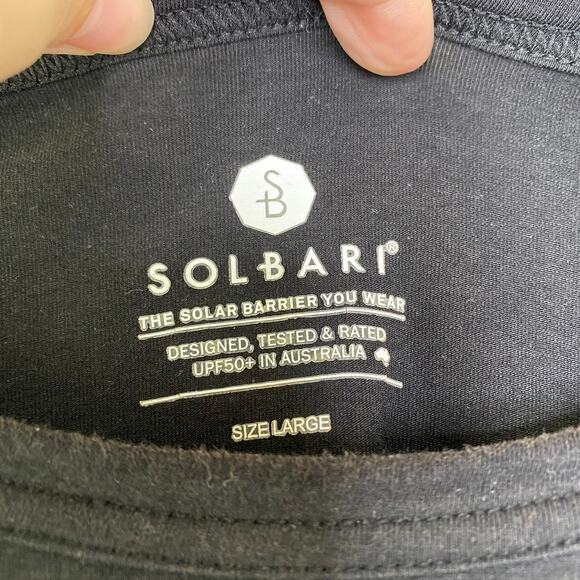 SB
SOLBARI®
THE SOLAR BARRIER YOU WEAR
DESIGNED, TESTED & RATED
UPF50+ IN AUSTRALIA
SIZE LARGE